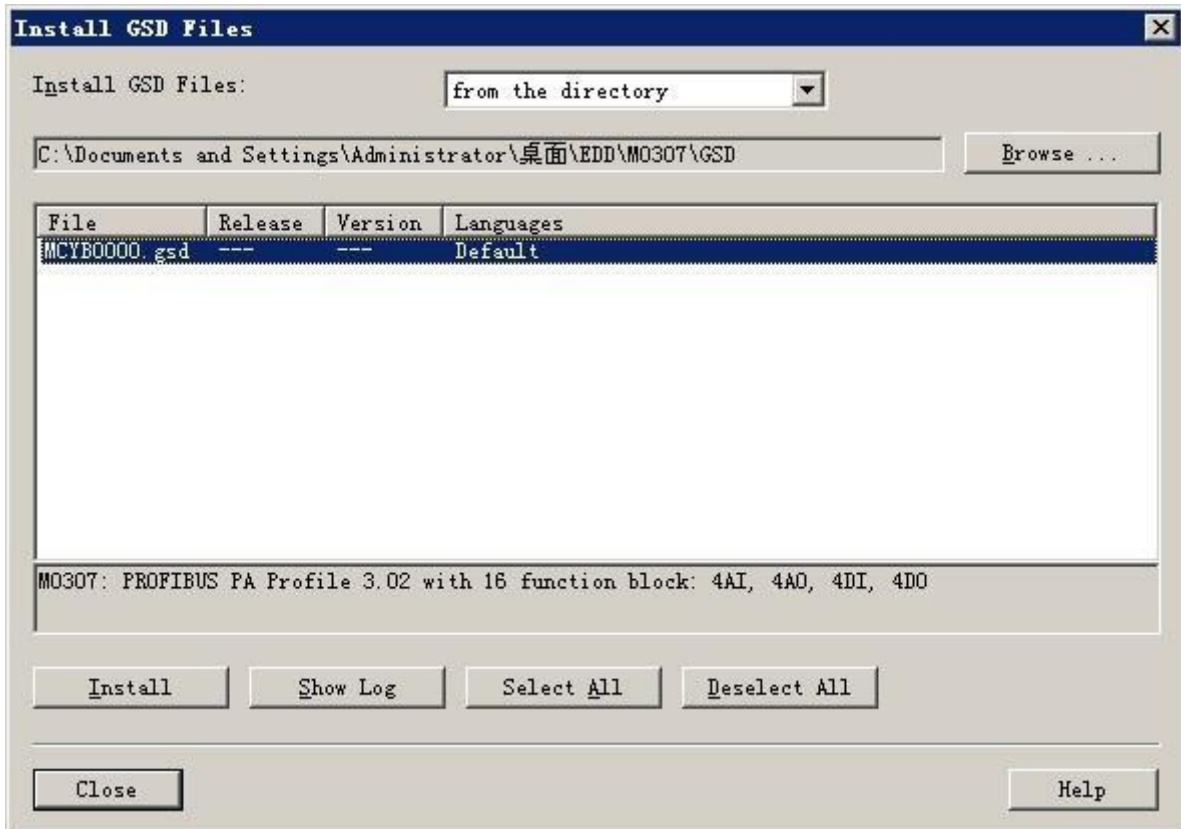 Install GSD Files
Install GSD Files: from the directory
C:\Documents and Settings\Administrator\桌面\EDD\M0307\GSD Browse ...
File Release Version Languages
MCYB0000.gsd --- --- Default
M0307: PROFIBUS PA Profile 3.02 with 16 function block: 4AI, 4AO, 4DI, 4DO
Install Show Log Select All Deselect All
Close Help